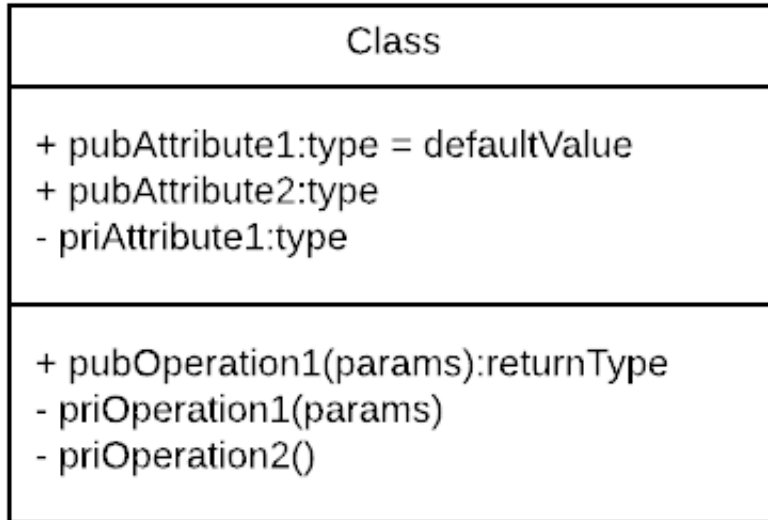 Class
+ pubAttribute1:type = defaultValue
+ pubAttribute2:type
- priAttribute1:type
+ pubOperation1(params):returnType
- priOperation1(params)
- priOperation2()